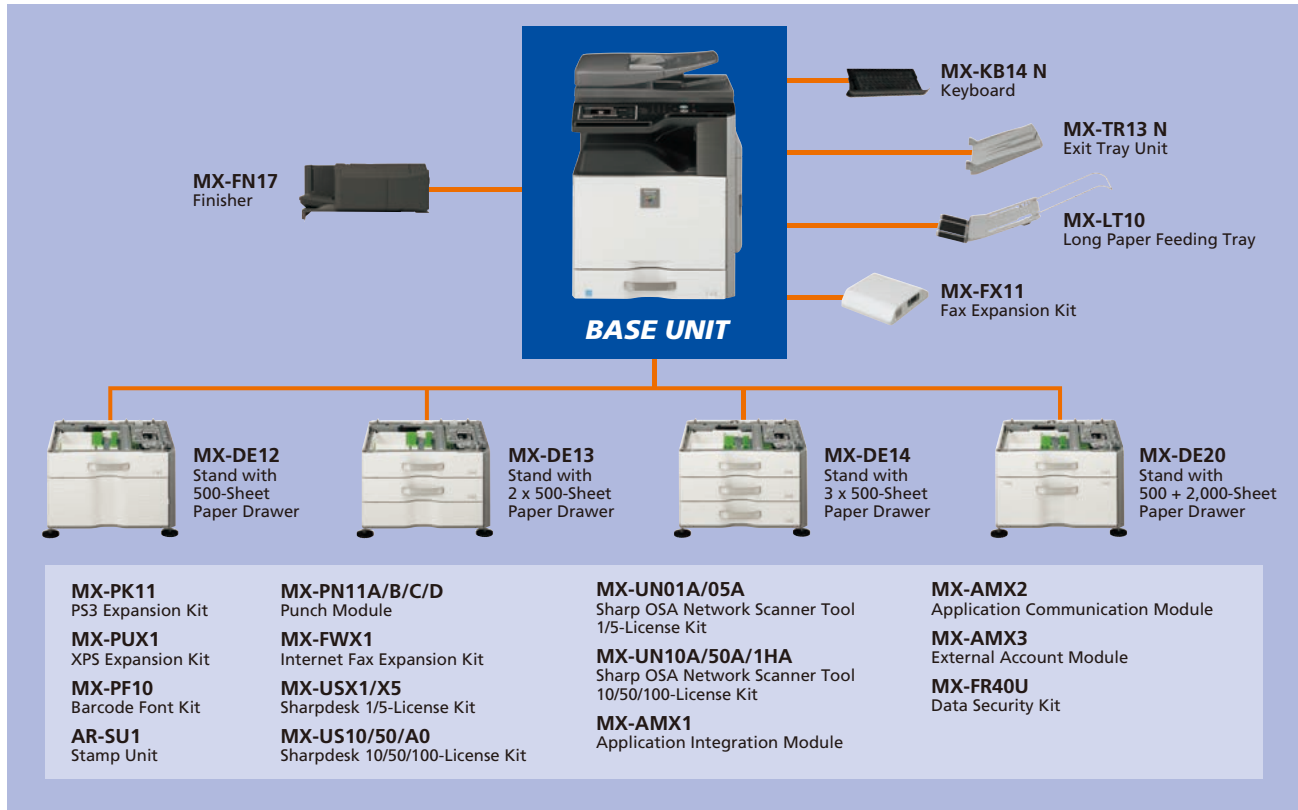 MX-KB14 N
Keyboard
MX-TR13 N
Exit Tray Unit
MX-FN17
Finisher
MX-LT10
Long Paper Feeding Tray
MX-FX11
Fax Expansion Kit
BASE UNIT
MX-DE12
Stand with
500-Sheet
Paper Drawer
MX-DE13
Stand with
2 x 500-Sheet
Paper Drawer
MX-DE14
Stand with
3 x 500-Sheet
Paper Drawer
MX-DE20
Stand with
500 + 2,000-Sheet
Paper Drawer
MX-PK11
PS3 Expansion Kit
MX-PUX1
XPS Expansion Kit
MX-PF10
Barcode Font Kit
AR-SU1
Stamp Unit
MX-PN11A/B/C/D
Punch Module
MX-FWX1
Internet Fax Expansion Kit
MX-USX1/X5
Sharpdesk 1/5-License Kit
MX-US10/50/A0
Sharpdesk 10/50/100-License Kit
MX-UN01A/05A
Sharp OSA Network Scanner Tool
1/5-License Kit
MX-UN10A/50A/1HA
Sharp OSA Network Scanner Tool
10/50/100-License Kit
MX-AMX1
Application Integration Module
MX-AMX2
Application Communication Module
MX-AMX3
External Account Module
MX-FR40U
Data Security Kit